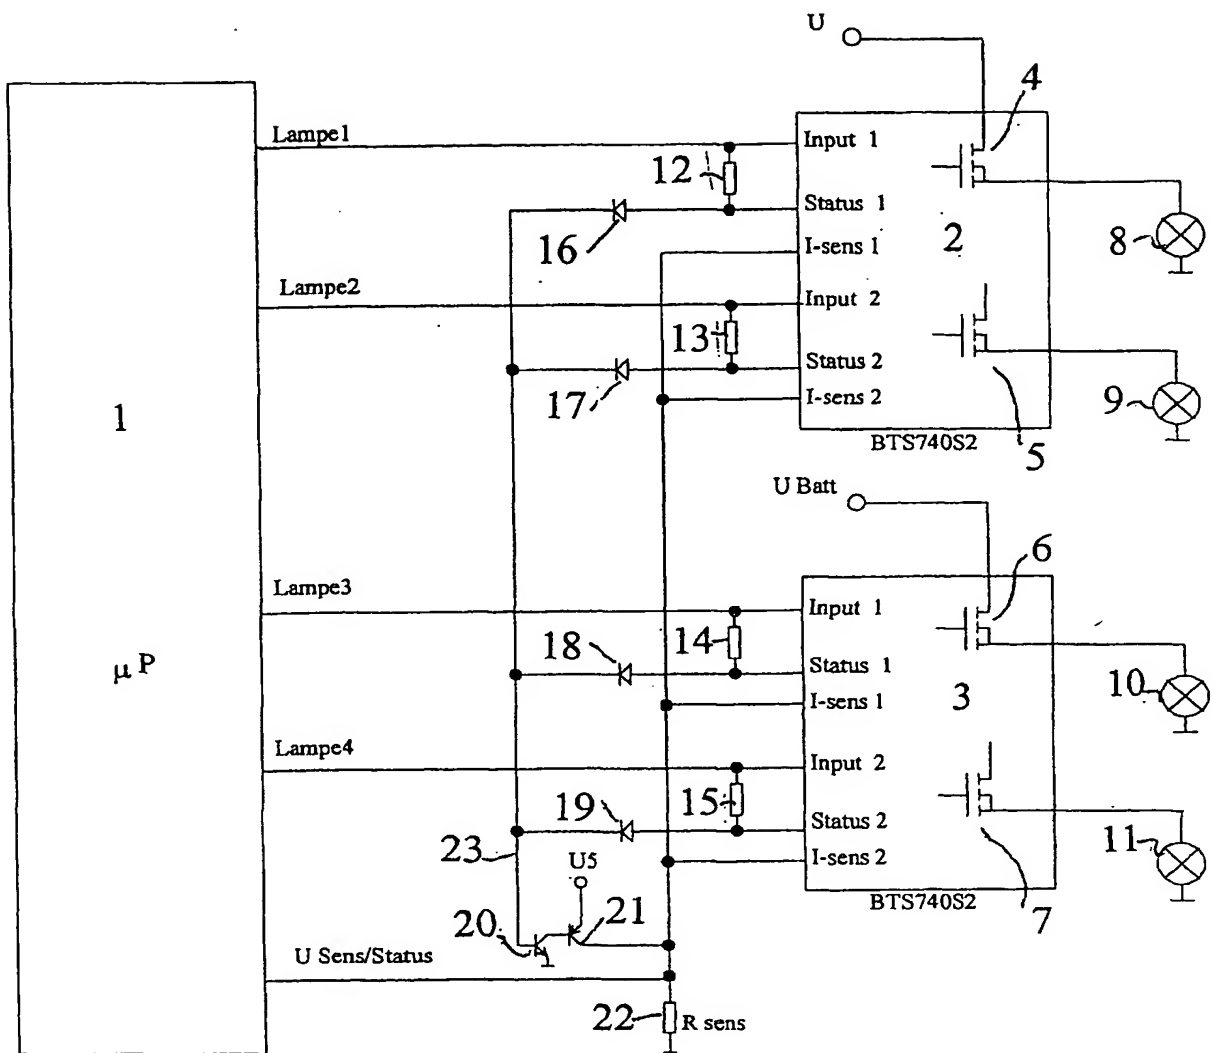 U
4
Lampe1
Input 1
12
Status 1
16
I-sens 1
2
8
Lampe2
Input 2
13
Status 2
17
I-sens 2
9
1
BTS740S2
5
U Batt
6
Lampe3
Input 1
14
18
Status 1
μ P
I-sens 1
3
10
Lampe4
Input 2
15
19
Status 2
23
U5
I-sens 2
11
BTS740S2
7
20
21
U Sens/Status
22
R sens